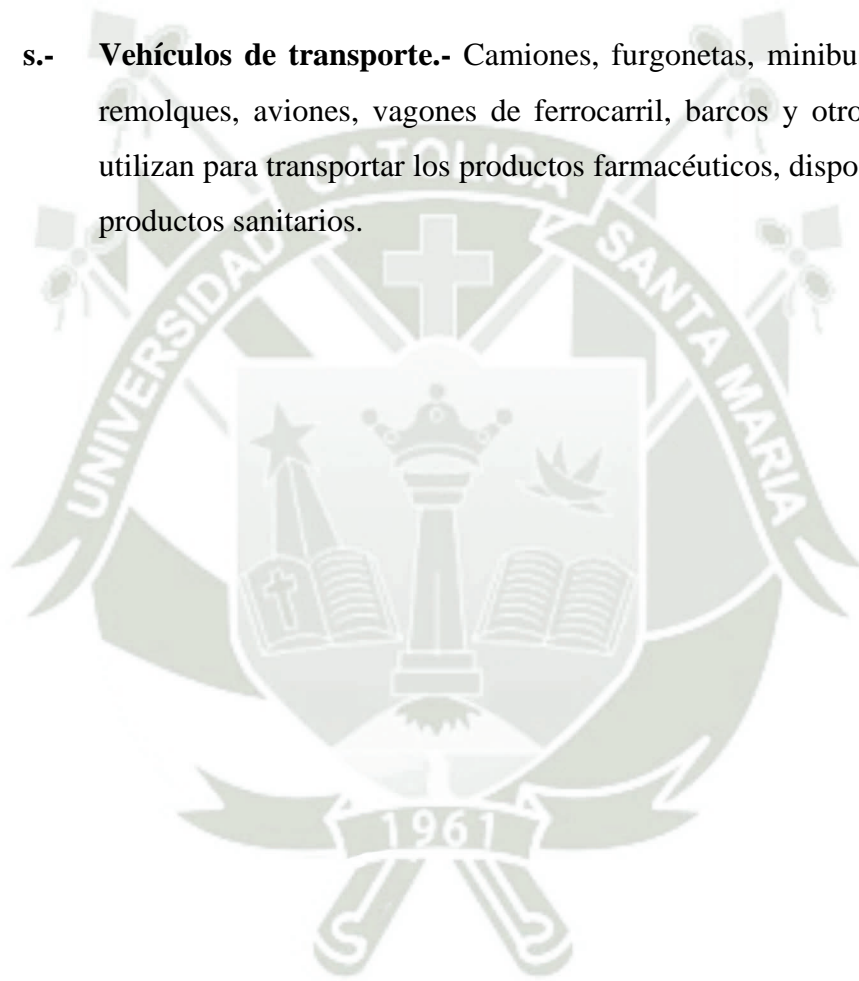 s.- Vehículos de transporte.- Camiones, furgonetas, minibu
remolques, aviones, vagones de ferrocarril, barcos y otro
utilizan para transportar los productos farmacéuticos, dispo
productos sanitarios.
UNIVERSIDAD CATOLICA SANTA MARIA
1961